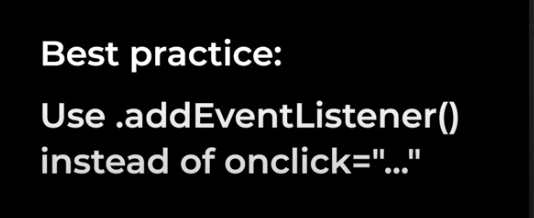 Best practice:
Use .addEventListener()
instead of onclick="..."